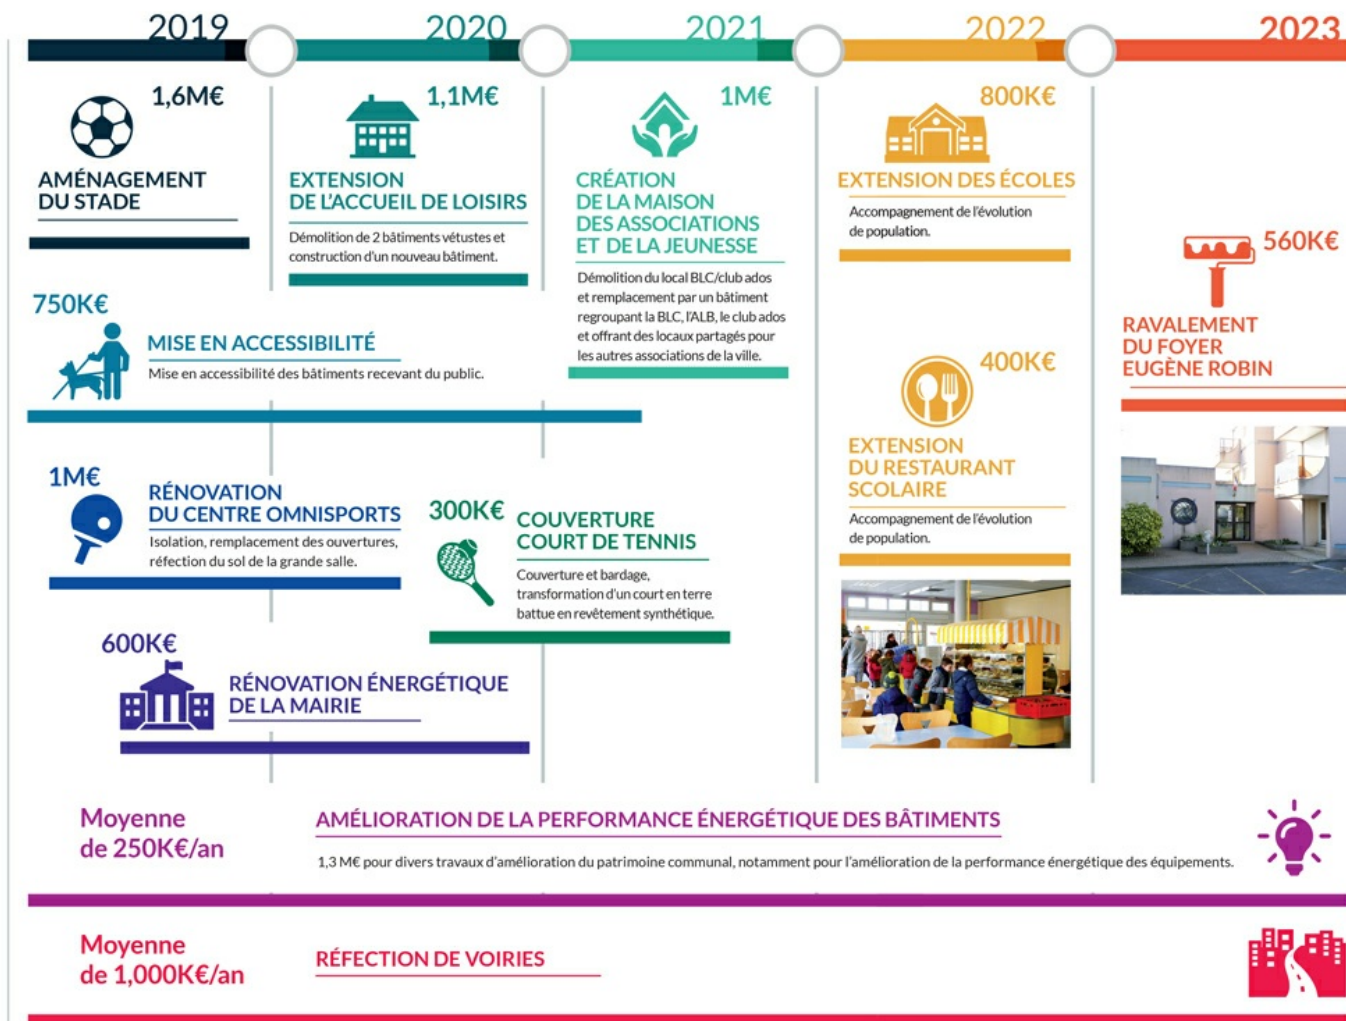 2019
2020
2021
2022
2023
1,6M€
AMÉNAGEMENT
DU STADE
1,1M€
EXTENSION
DE L'ACCUEIL DE LOISIRS
Démolition de 2 bâtiments vétustes et
construction d'un nouveau bâtiment.
1M€
CRÉATION
DE LA MAISON
DES ASSOCIATIONS
ET DE LA JEUNESSE
Démolition du local BLC/club ados
et remplacement par un bâtiment
regroupant la BLC, l'ALB, le club ados
et offrant des locaux partagés pour
les autres associations de la ville.
800K€
EXTENSION DES ÉCOLES
Accompagnement de l'évolution
de population.
560K€
RAVALEMENT
DU FOYER
EUGÈNE ROBIN
750K€
MISE EN ACCESSIBILITÉ
Mise en accessibilité des bâtiments recevant du public.
400K€
EXTENSION
DU RESTAURANT
SCOLAIRE
Accompagnement de l'évolution
de population.
1M€
RÉNOVATION
DU CENTRE OMNISPORTS
Isolation, remplacement des ouvertures,
réfection du sol de la grande salle.
300K€
COUVERTURE
COURT DE TENNIS
Couverture et bardage,
transformation d'un court en terre
battue en revêtement synthétique.
600K€
RÉNOVATION ÉNERGÉTIQUE
DE LA MAIRIE
Moyenne
de 250K€/an
AMÉLIORATION DE LA PERFORMANCE ÉNERGÉTIQUE DES BÂTIMENTS
1,3 M€ pour divers travaux d'amélioration du patrimoine communal, notamment pour l'amélioration de la performance énergétique des équipements.
Moyenne
de 1,000K€/an
RÉFECTION DE VOIRIES